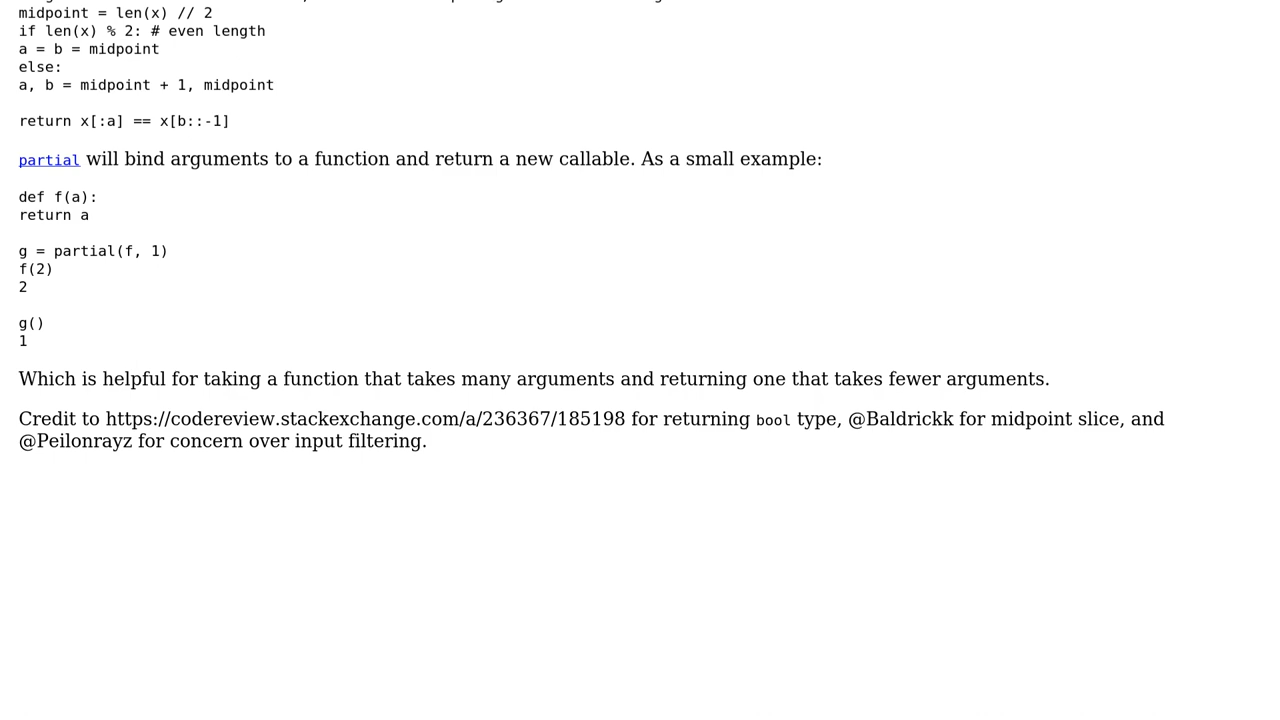 midpoint = len(x) // 2
if len(x) % 2: # even length
a = b = midpoint
else:
a, b = midpoint + 1, midpoint
return x[:a] == x[b::-1]
partial will bind arguments to a function and return a new callable. As a small example:
def f(a):
return a
g = partial(f, 1)
f(2)
2
g()
1
Which is helpful for taking a function that takes many arguments and returning one that takes fewer arguments.
Credit to https://codereview.stackexchange.com/a/236367/185198 for returning bool type, @Baldrickk for midpoint slice, and
@Peilonrayz for concern over input filtering.